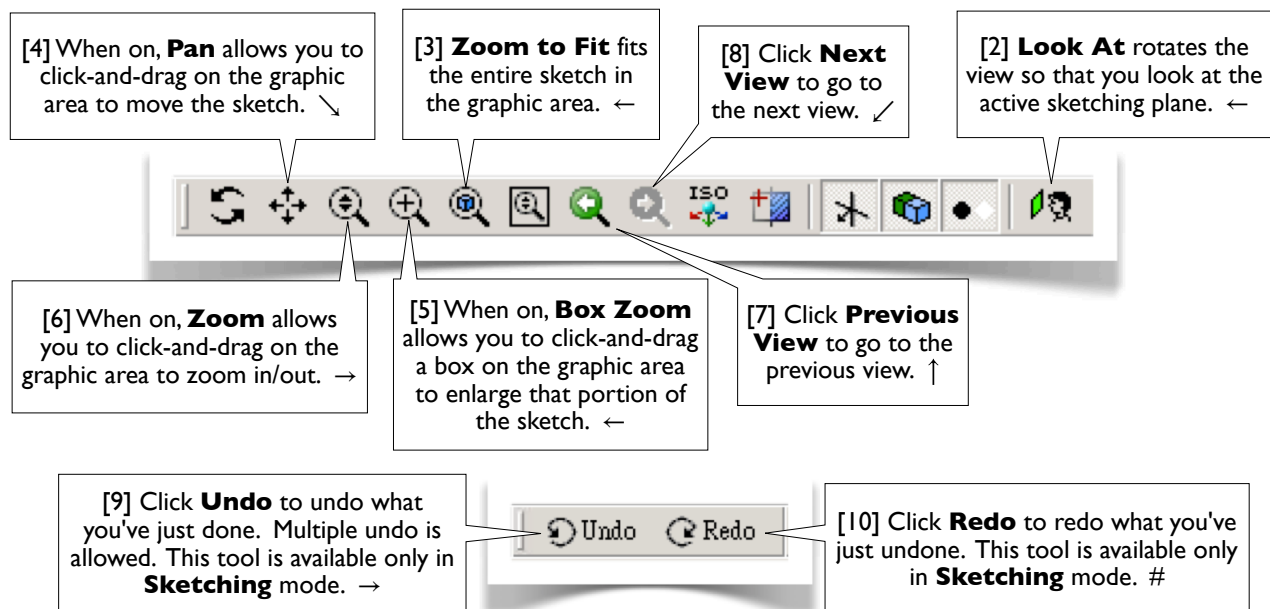 [4] When on, Pan allows you to
click-and-drag on the graphic
area to move the sketch. ↘
[3] Zoom to Fit fits
the entire sketch in
the graphic area. ←
[8] Click Next
View to go to
the next view. ↙
[2] Look At rotates the
view so that you look at the
active sketching plane. ←
ISO
[6] When on, Zoom allows
you to click-and-drag on the
graphic area to zoom in/out. →
[5] When on, Box Zoom
allows you to click-and-drag
a box on the graphic area
to enlarge that portion of
the sketch. ←
[7] Click Previous
View to go to the
previous view. ↑
[9] Click Undo to undo what
you've just done. Multiple undo is
allowed. This tool is available only in
Sketching mode. →
Undo Redo
[10] Click Redo to redo what you've
just undone. This tool is available only
in Sketching mode. #